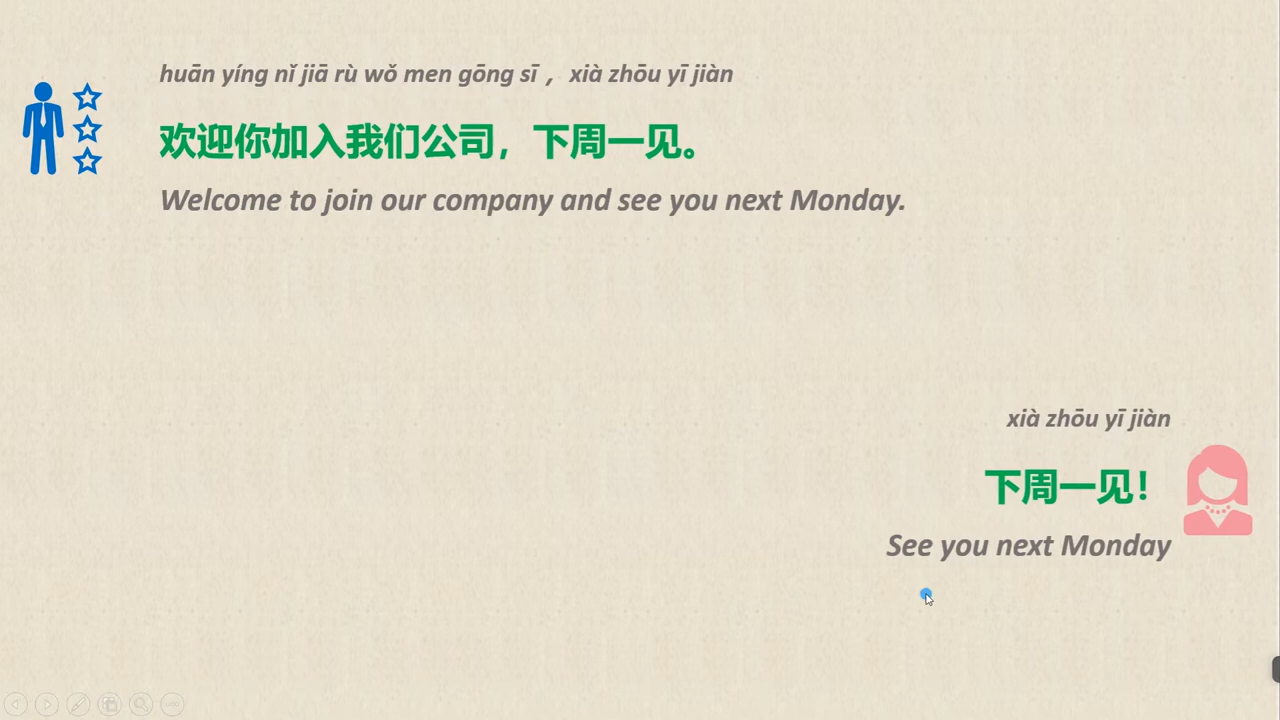 huān yíng nǐ jiā rù wǒ men gōng sī ，xià zhōu yī jiàn
欢迎你加入我们公司，下周一见。
Welcome to join our company and see you next Monday.
xià zhōu yī jiàn
下周一见！
See you next Monday